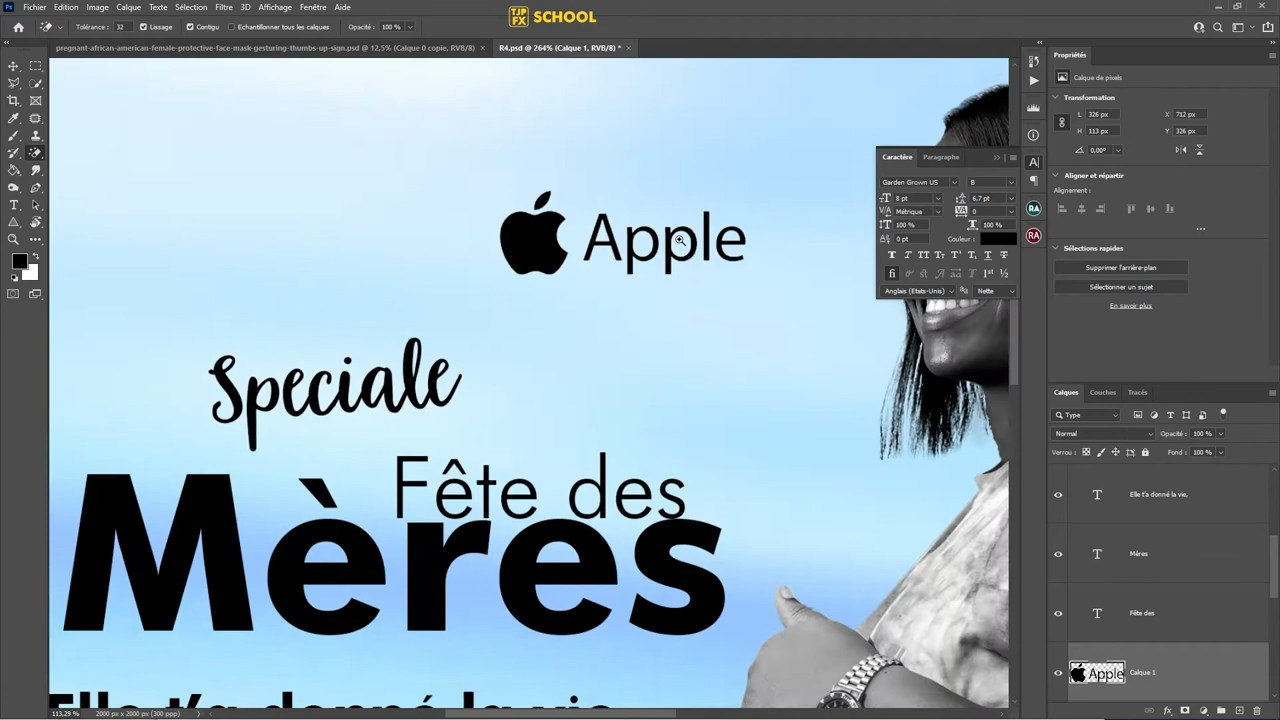 Fichier Edition Image Calque Texte Sélection Filtre 3D Affichage Fenêtre Aide
TJP FX SCHOOL
Tolérance : 32 Lissage Contigu Echantillonner tous les calques Opacité : 100 %
pregnant-african-american-female-protective-face-mask-gesturing-thumbs-up-sign.psd @ 12,5% (Calque 0 copie, RVB/8) × R4.psd @ 264% (Calque 1, RVB/8) * ×
Apple
Speciale
Fête des
Mères
Elle t'a donné la vie
113,29 % 2000 px x 2000 px (300 ppp)
Caractère Paragraphe
Garden Grown US B
8 pt 6,7 pt
Métrique 0
100 % 100 %
0 pt Couleur :
Anglais (Etats-Unis) Nette
Propriétés
Calque de pixels
Transformation
L 326 px X 712 px
H 113 px Y 326 px
0,00°
Aligner et répartir
Alignement :
Sélections rapides
Supprimer l'arrière-plan
Sélectionner un sujet
En savoir plus
Calques Couches Tracés
Type
Normal Opacité : 100 %
Verrou : Fond : 100 %
Elle t'a donné la vie,
Mères
Fête des
Apple Calque 1